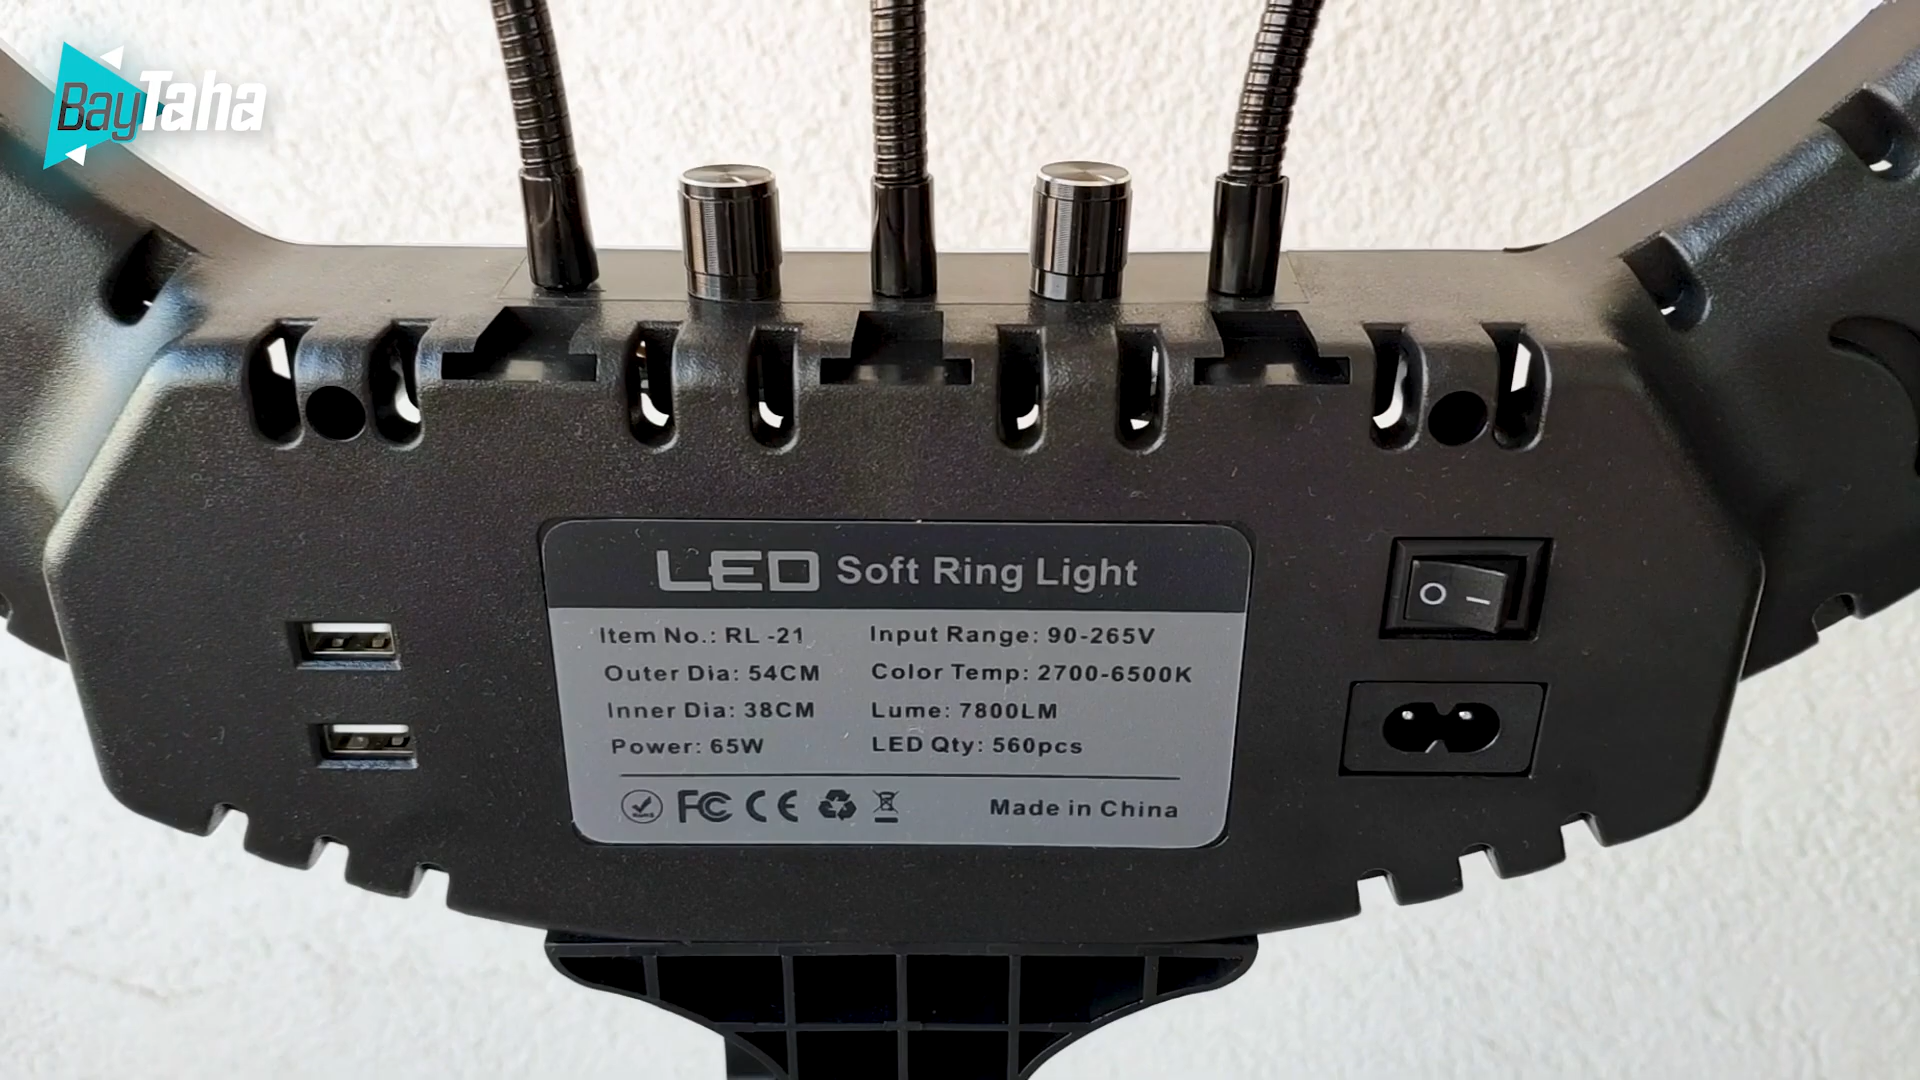 BayTaha
LED Soft Ring Light
Item No.: RL -21
Input Range: 90-265V
Outer Dia: 54CM
Color Temp: 2700-6500K
Inner Dia: 38CM
Lume: 7800LM
Power: 65W
LED Qty: 560pcs
RoHS FC CE
Made in China
O –